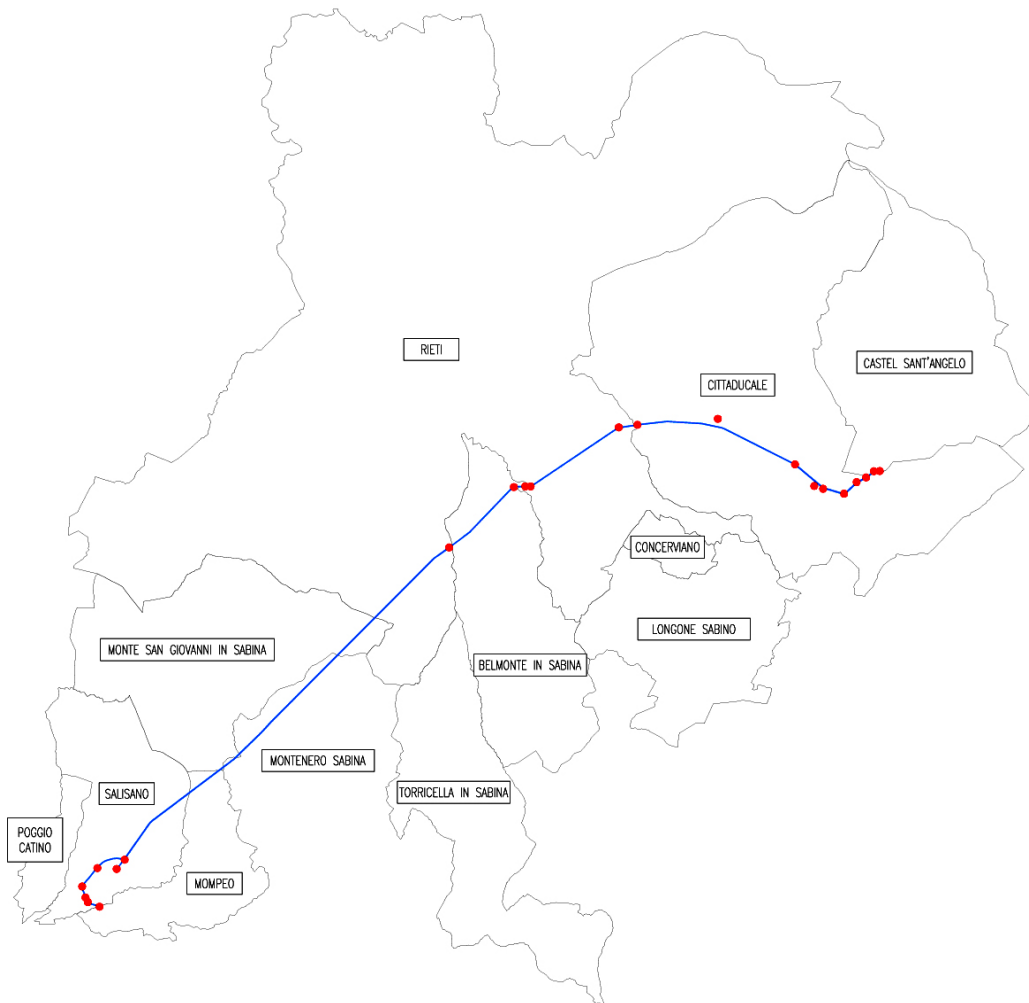 RIETI
CASTEL SANT'ANGELO
CITTADUCALE
CONCERVIANO
LONGONE SABINO
MONTE SAN GIOVANNI IN SABINA
BELMONTE IN SABINA
MONTENERO SABINA
SALISANO
TORRICELLA IN SABINA
POGGIO
CATINO
MOMPEO